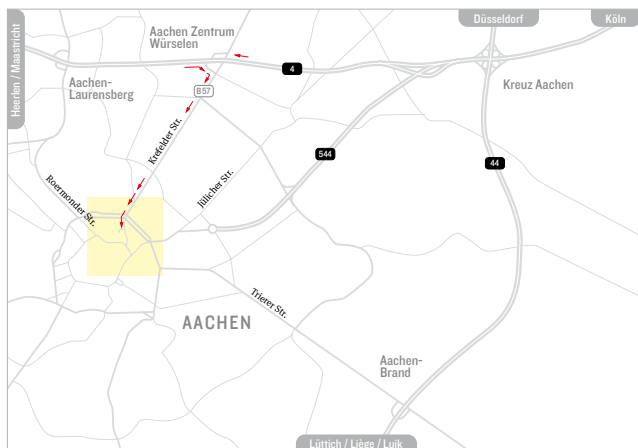 Düsseldorf
Köln
Heerlen / Maastricht
Aachen Zentrum
Würselen
4
Aachen-
Laurensberg
B57
Kreuz Aachen
Krefelder Str.
544
44
Roermonder Str.
Jülicher Str.
Trierer Str.
AACHEN
Aachen-
Brand
Lüttich / Liège / Luik